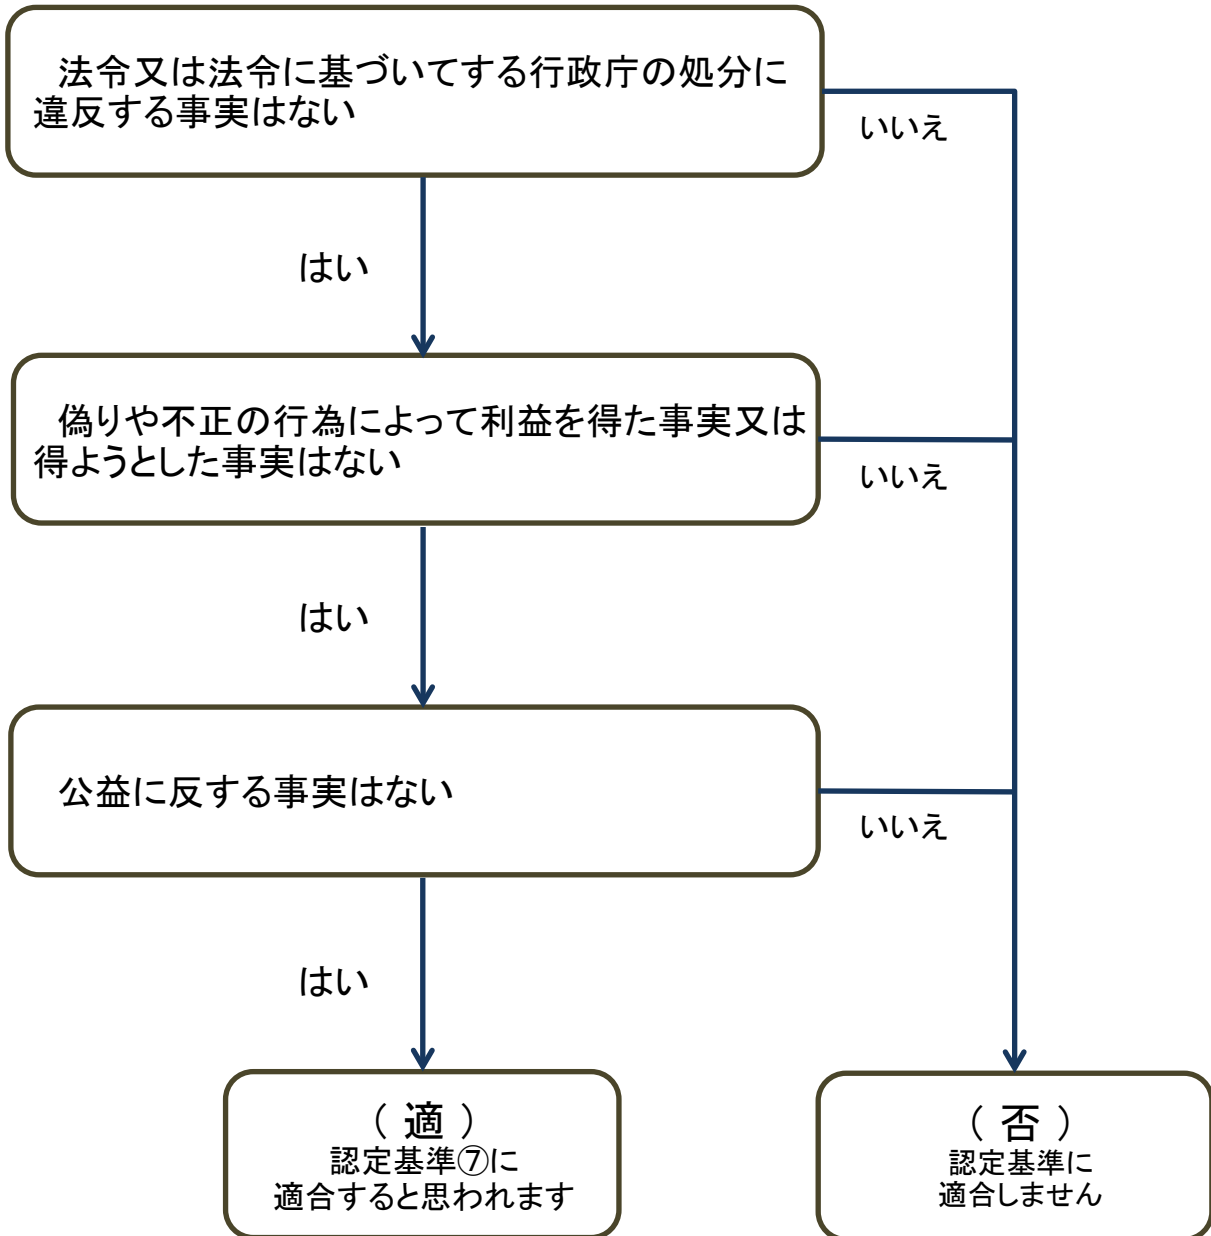 法令又は法令に基づいてする行政庁の処分に
違反する事実はない
いいえ
はい
偽りや不正の行為によって利益を得た事実又は
得ようとした事実はない
いいえ
はい
公益に反する事実はない
いいえ
はい
（ 適 ）
認定基準⑦に
適合すると思われます
（ 否 ）
認定基準に
適合しません